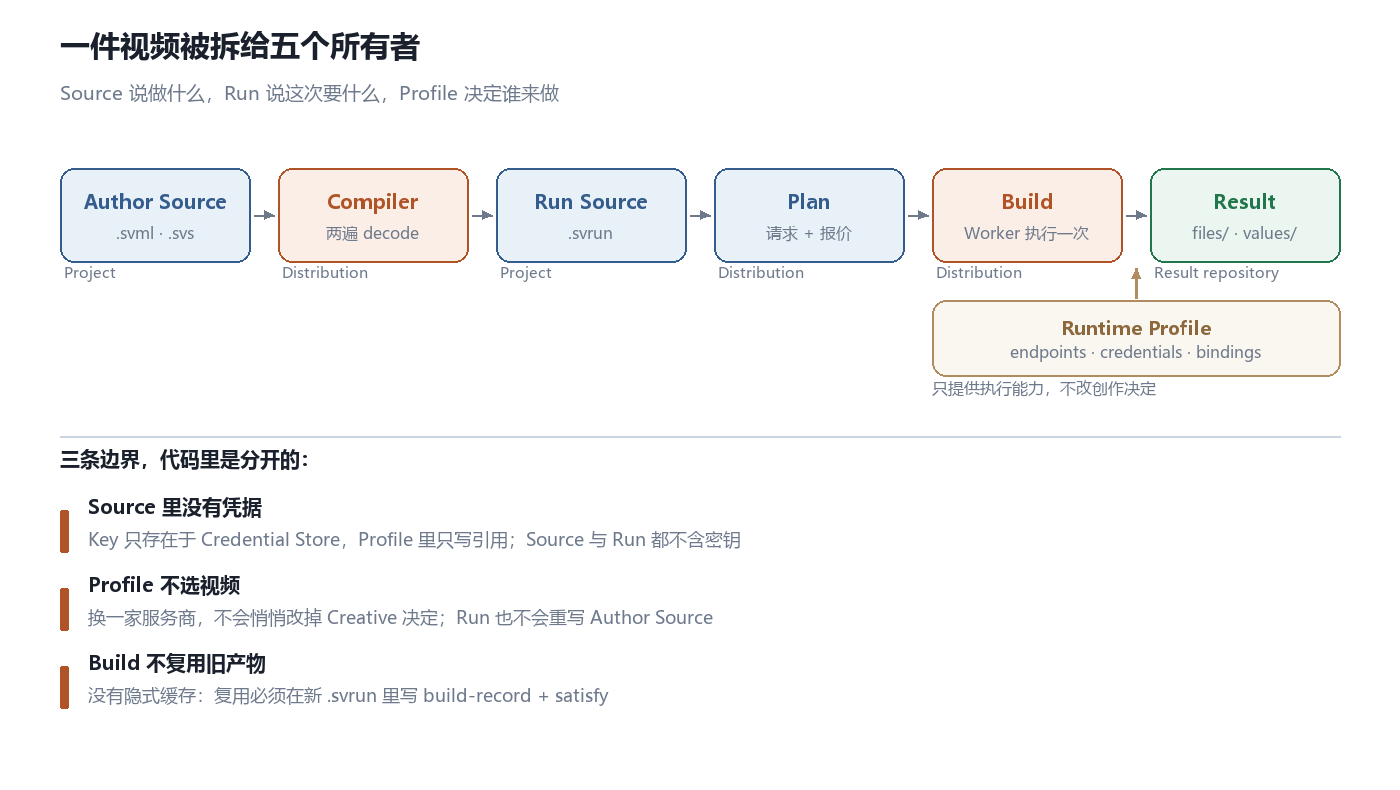 一件视频被拆给五个所有者
Source 说做什么，Run 说这次要什么，Profile 决定谁来做
Author Source
.svml · .svs
Project
Compiler
两遍 decode
Distribution
Run Source
.svrun
Project
Plan
请求 + 报价
Distribution
Build
Worker 执行一次
Distribution
Result
files/ · values/
Result repository
Runtime Profile
endpoints · credentials · bindings
只提供执行能力，不改创作决定
三条边界，代码里是分开的：
Source 里没有凭据
Key 只存在于 Credential Store，Profile 里只写引用；Source 与 Run 都不含密钥
Profile 不选视频
换一家服务商，不会悄悄改掉 Creative 决定；Run 也不会重写 Author Source
Build 不复用旧产物
没有隐式缓存：复用必须在新 .svrun 里写 build-record + satisfy